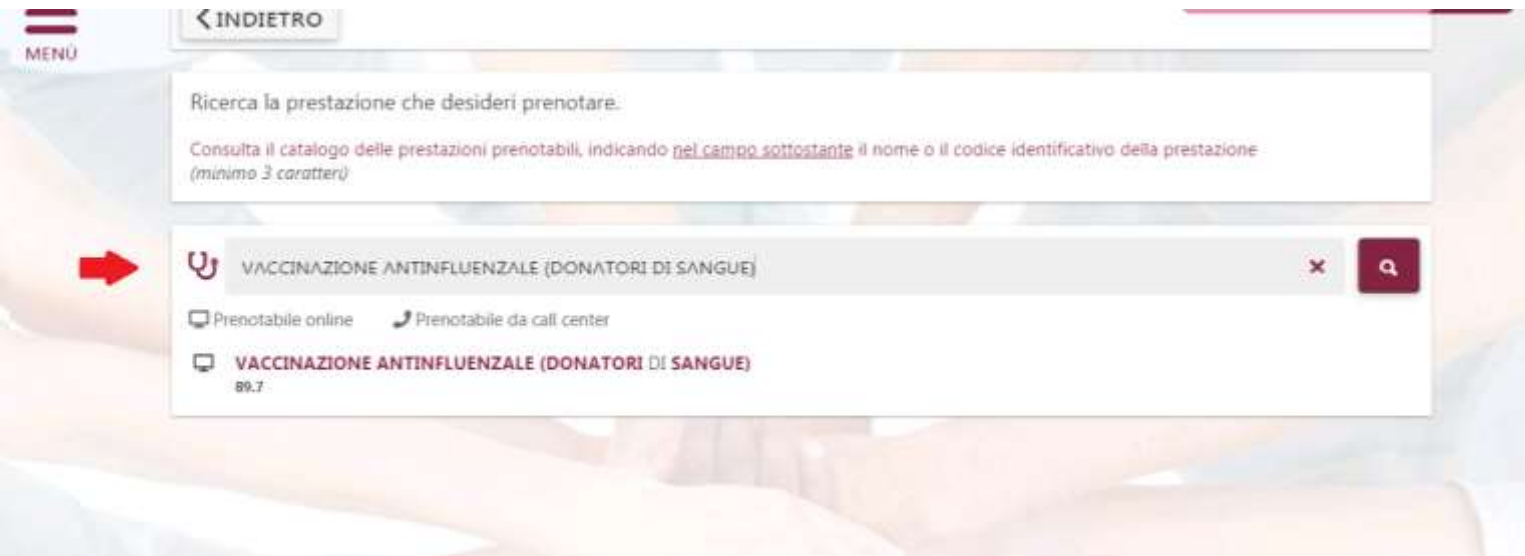 INDIETRO
MENÙ
Ricerca la prestazione che desideri prenotare.
Consulta il catalogo delle prestazioni prenotabili, indicando nel campo sottostante il nome o il codice identificativo della prestazione
(minimo 3 caratteri)
VACCINAZIONE ANTINFLUENZALE (DONATORI DI SANGUE)
Prenotabile online Prenotabile da call center
VACCINAZIONE ANTINFLUENZALE (DONATORI DI SANGUE)
89.7